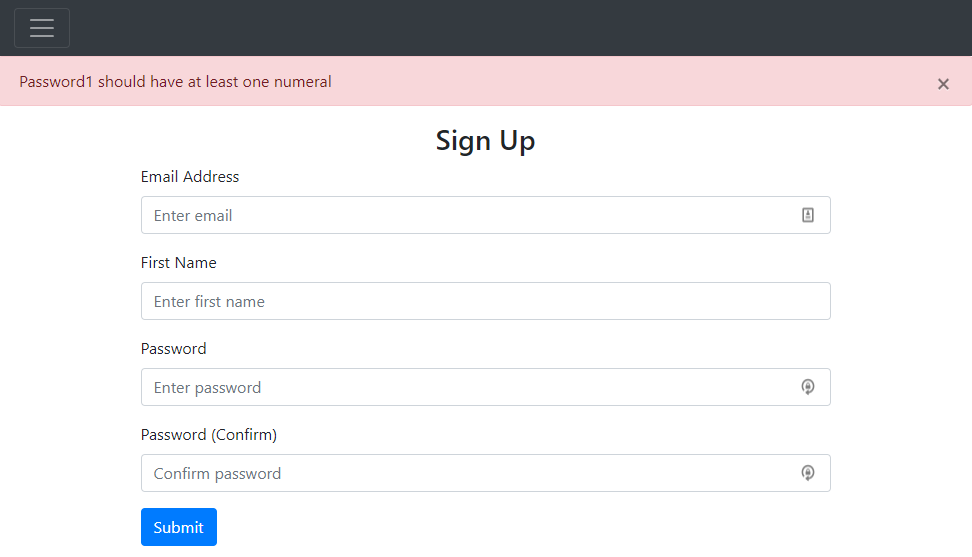 Password1 should have at least one numeral ×
Sign Up
Email Address
Enter email
First Name
Enter first name
Password
Enter password
Password (Confirm)
Confirm password
Submit